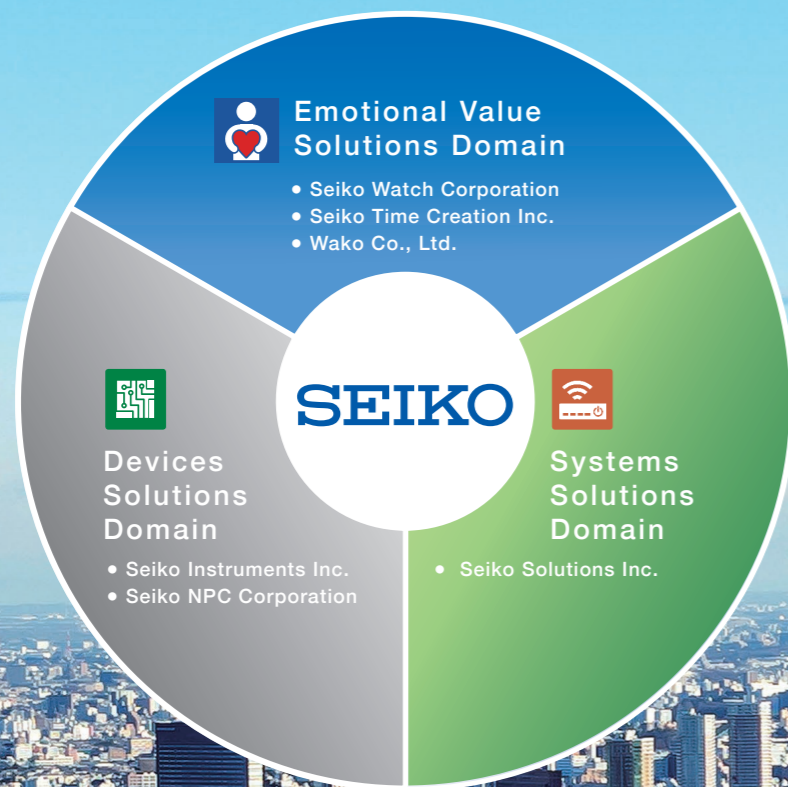 Emotional Value
Solutions Domain
• Seiko Watch Corporation
• Seiko Time Creation Inc.
• Wako Co., Ltd.
SEIKO
Devices
Solutions
Domain
• Seiko Instruments Inc.
• Seiko NPC Corporation
Systems
Solutions
Domain
• Seiko Solutions Inc.